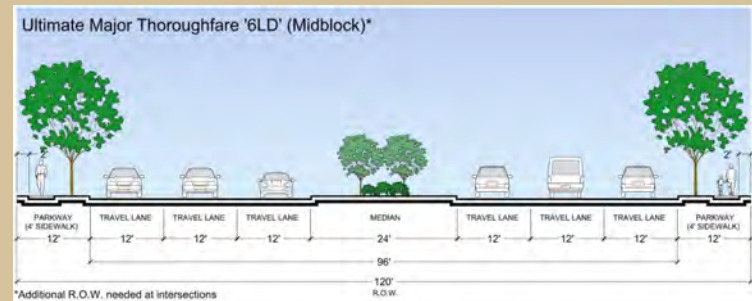 Ultimate Major Thoroughfare '6LD' (Midblock)*
2' 2'
PARKWAY TRAVEL LANE TRAVEL LANE TRAVEL LANE MEDIAN TRAVEL LANE TRAVEL LANE TRAVEL LANE PARKWAY
(4' SIDEWALK) (4' SIDEWALK)
12' 12' 12' 12' 24' 12' 12' 12' 12'
96'
120'
*Additional R.O.W. needed at intersections R.O.W.